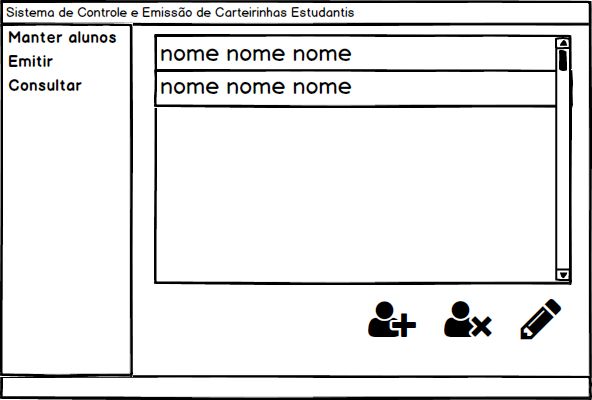 Sistema de Controle e Emissão de Carteirinhas Estudantis
Manter alunos
Emitir
Consultar
nome nome nome
nome nome nome